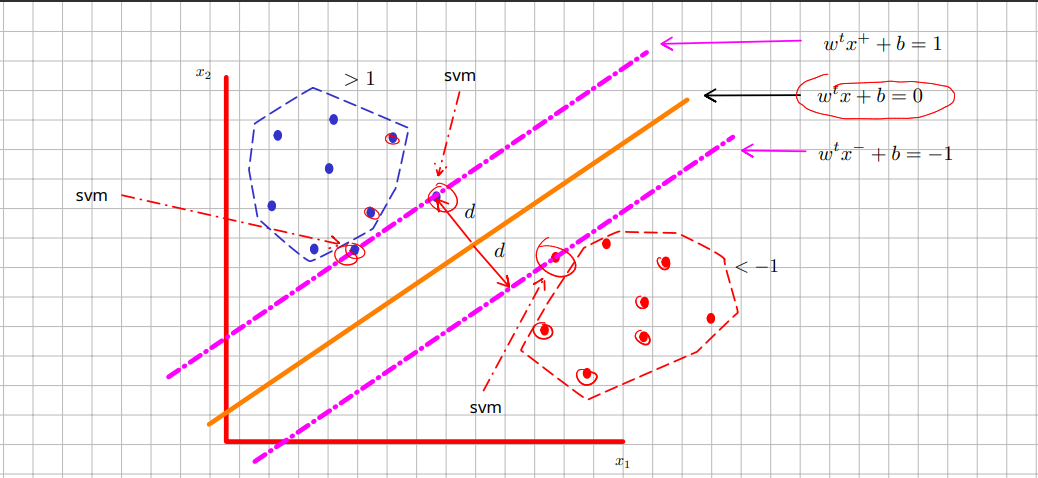 w^t x^+ + b = 1
x_2
> 1
svm
w^t x + b = 0
w^t x^- + b = -1
svm
d
d
< -1
svm
x_1